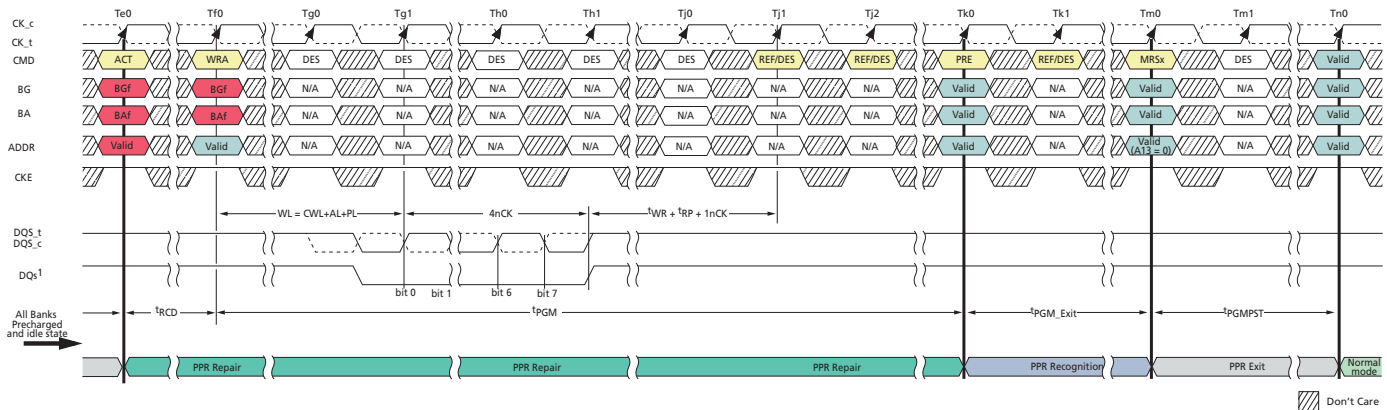 Te0 Tf0 Tg0 Tg1 Th0 Th1 Tj0 Tj1 Tj2 Tk0 Tk1 Tm0 Tm1 Tn0
CK_c
CK_t
CMD ACT WRA DES DES DES DES DES REF/DES REF/DES PRE REF/DES MRSx DES Valid
BG BGf BGf N/A N/A N/A N/A N/A N/A N/A Valid N/A Valid N/A Valid
BA BAf BAf N/A N/A N/A N/A N/A N/A N/A Valid N/A Valid N/A Valid
ADDR Valid Valid N/A N/A N/A N/A N/A N/A N/A Valid N/A Valid (A13 = 0) N/A Valid
CKE
WL = CWL+AL+PL 4nCK tWR + tRP + 1nCK
DQS_t
DQS_c
DQs1
bit 0 bit 1 bit 6 bit 7
All Banks
Precharged
and idle state
tRCD tPGM tPGM_Exit tPGMPST
PPR Repair PPR Repair PPR Repair PPR Recognition PPR Exit Normal
mode
Don't Care